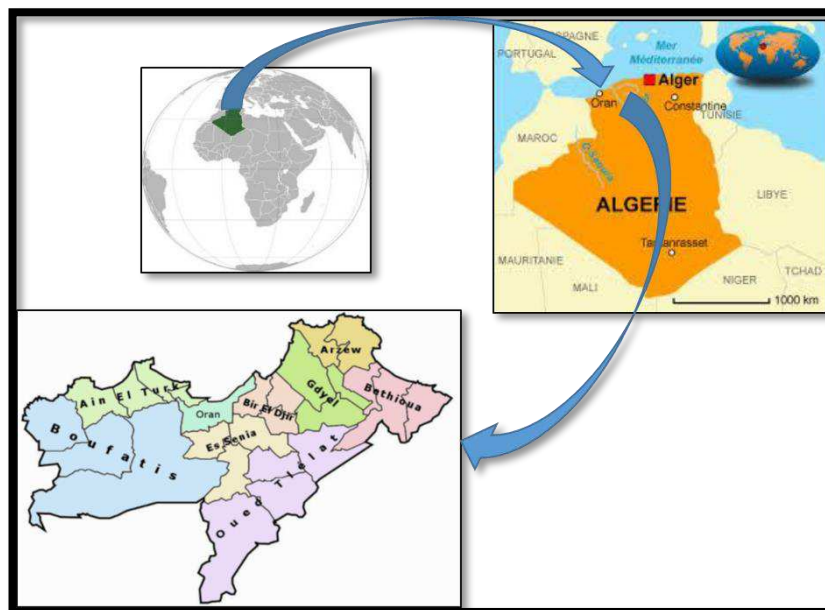 ESPAGNE
PORTUGAL
Mer
Méditerranée
Alger
Oran
Constantine
TUNISIE
MAROC
O.Saoura
ALGERIE
LIBYE
Tamanrasset
MAURITANIE
MALI
NIGER
TCHAD
1000 km
Arzew
Gdyel
Bethioua
Ain El Turk
Oran
Bir El Djir
Boufatis
Es Senia
Oued Tlelat